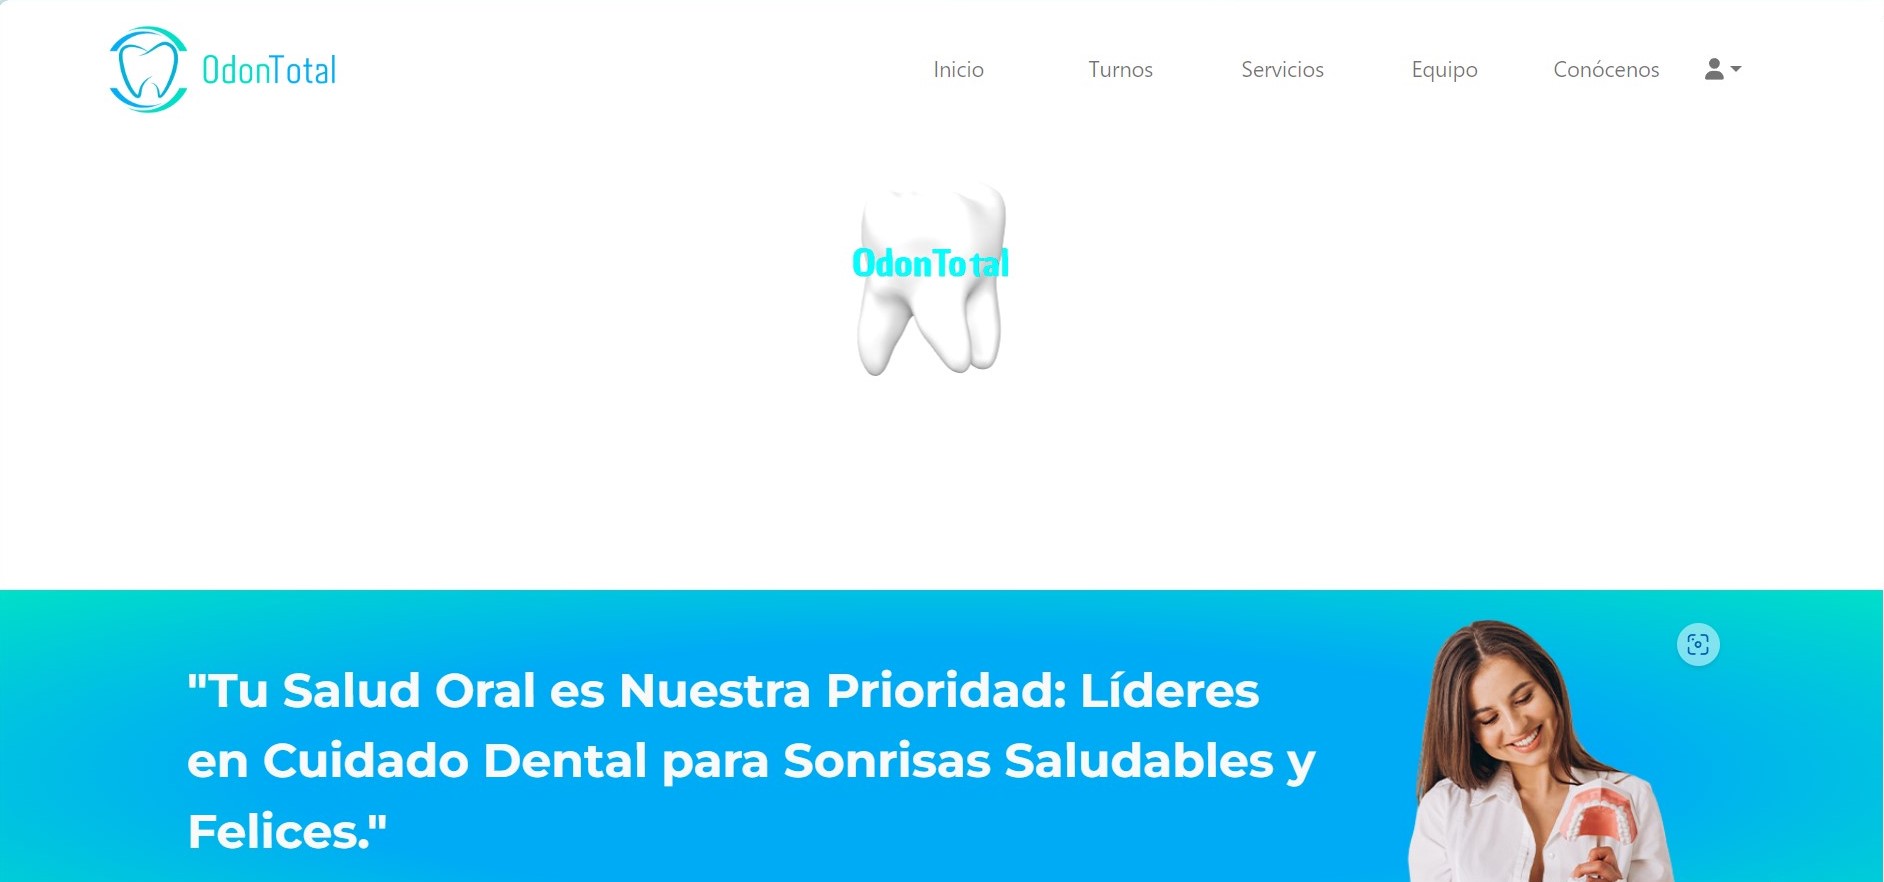 OdonTotal
Inicio
Turnos
Servicios
Equipo
Conócenos
OdonTotal
"Tu Salud Oral es Nuestra Prioridad: Líderes
en Cuidado Dental para Sonrisas Saludables y
Felices."